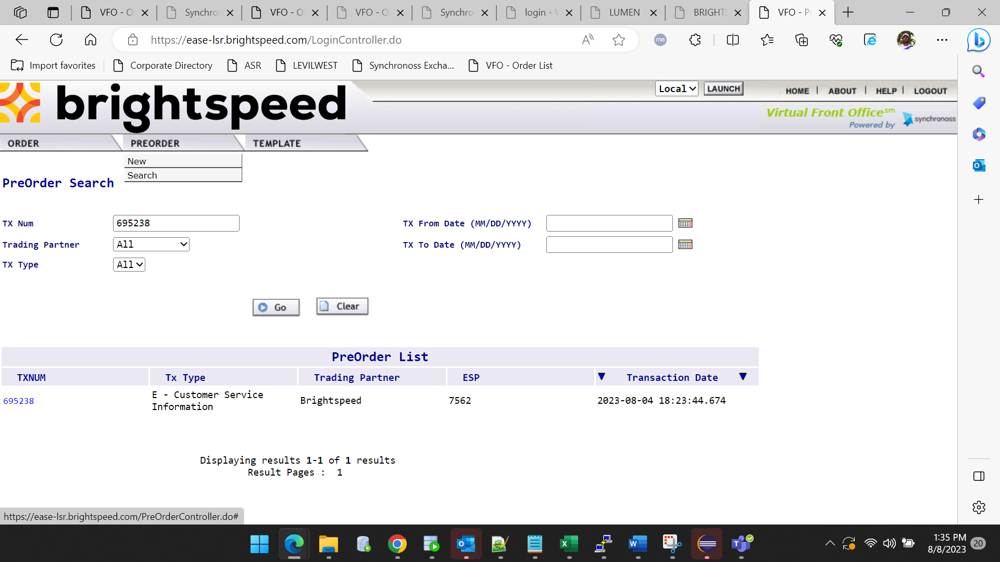 VFO - O
Synchro
VFO - O
VFO - O
Synchro
login - V
LUMEN
BRIGHTS
VFO - Pr
https://ease-lsr.brightspeed.com/LoginController.do
me
Import favorites
Corporate Directory
ASR
LEVILWEST
Synchronoss Excha...
VFO - Order List
brightspeed
Local
LAUNCH
HOME | ABOUT | HELP | LOGOUT
Virtual Front Office℠
Powered by synchronoss
ORDER
PREORDER
TEMPLATE
New
Search
PreOrder Search
TX Num 695238
TX From Date (MM/DD/YYYY)
Trading Partner All
TX To Date (MM/DD/YYYY)
TX Type All
Go
Clear
PreOrder List
TXNUM Tx Type Trading Partner ESP Transaction Date
695238 E - Customer Service Information Brightspeed 7562 2023-08-04 18:23:44.674
Displaying results 1-1 of 1 results
Result Pages : 1
https://ease-lsr.brightspeed.com/PreOrderController.do#
1:35 PM
8/8/2023
20